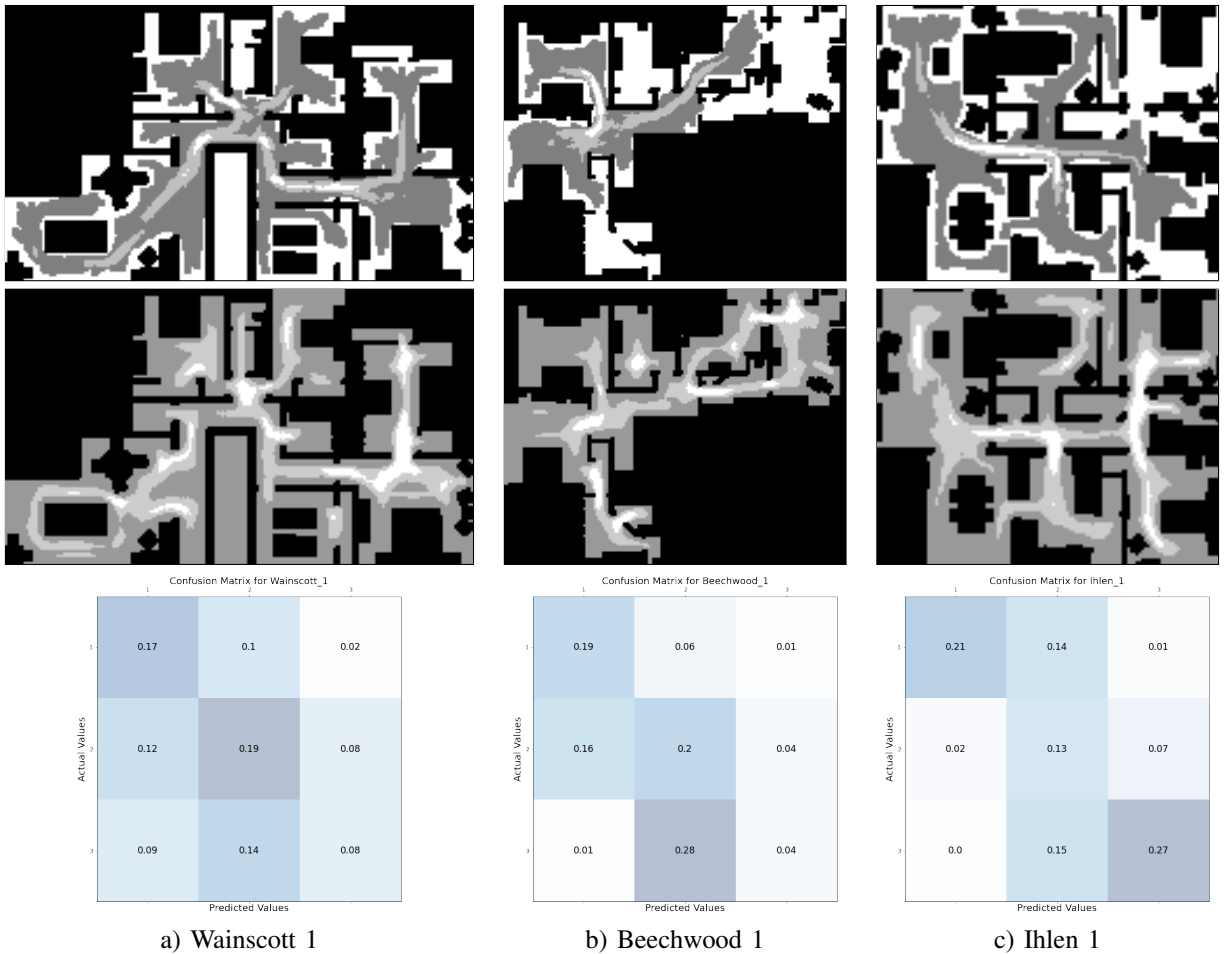 Confusion Matrix for Wainscott_1
1 2 3
1 0.17 0.1 0.02
2 0.12 0.19 0.08
3 0.09 0.14 0.08
Actual Values
Predicted Values
Confusion Matrix for Beechwood_1
1 2 3
1 0.19 0.06 0.01
2 0.16 0.2 0.04
3 0.01 0.28 0.04
Actual Values
Predicted Values
Confusion Matrix for Ihlen_1
1 2 3
1 0.21 0.14 0.01
2 0.02 0.13 0.07
3 0.0 0.15 0.27
Actual Values
Predicted Values
a) Wainscott 1
b) Beechwood 1
c) Ihlen 1